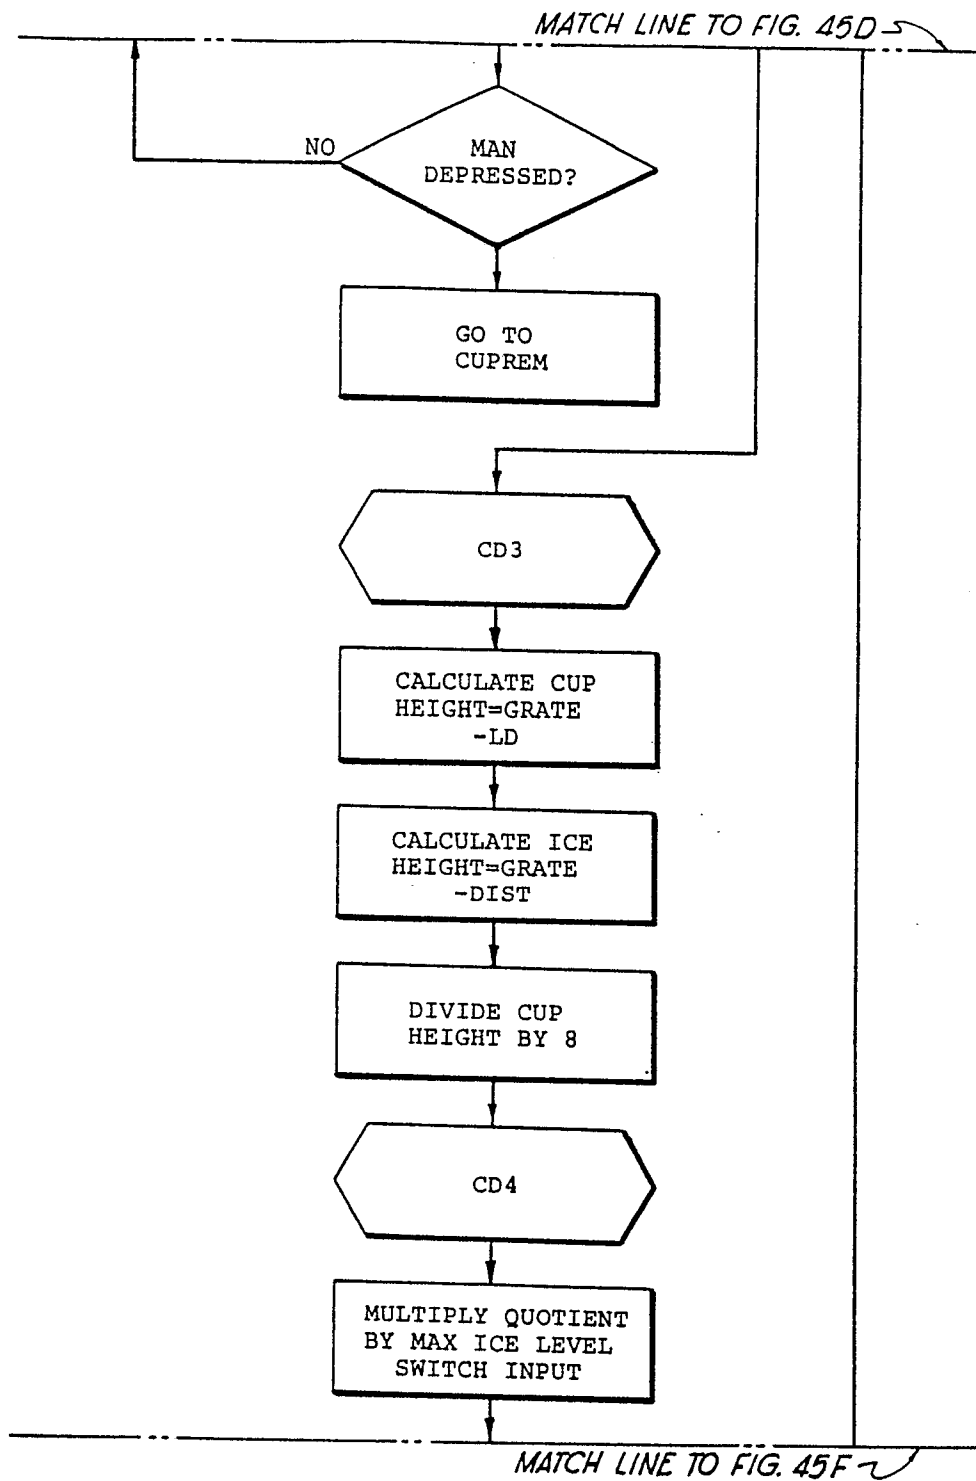 MATCH LINE TO FIG. 45D
NO
MAN
DEPRESSED?
GO TO
CUPREM
CD3
CALCULATE CUP
HEIGHT=GRATE
-LD
CALCULATE ICE
HEIGHT=GRATE
-DIST
DIVIDE CUP
HEIGHT BY 8
CD4
MULTIPLY QUOTIENT
BY MAX ICE LEVEL
SWITCH INPUT
MATCH LINE TO FIG. 45F